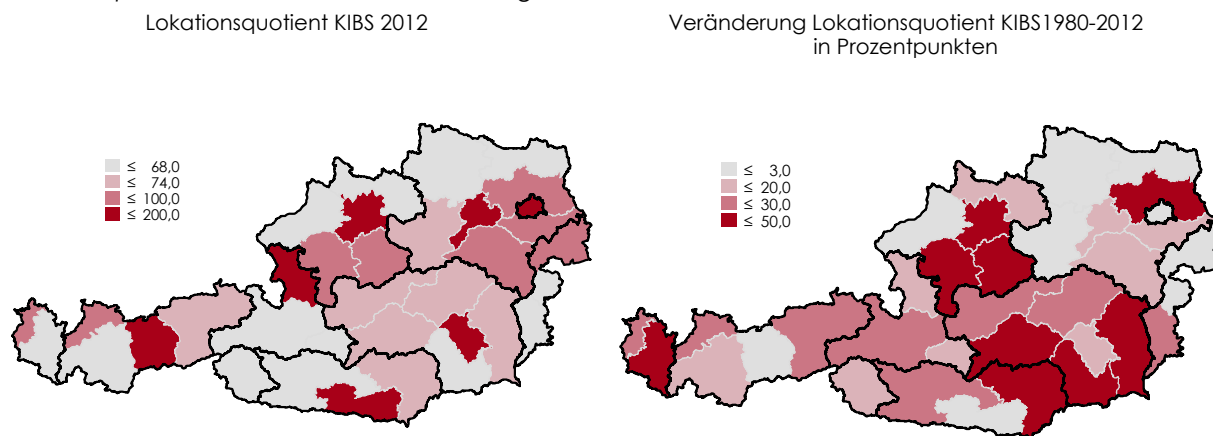 Lokationsquotient KIBS 2012
Veränderung Lokationsquotient KIBS1980-2012
in Prozentpunkten
≤ 68,0
≤ 74,0
≤ 100,0
≤ 200,0
≤ 3,0
≤ 20,0
≤ 30,0
≤ 50,0